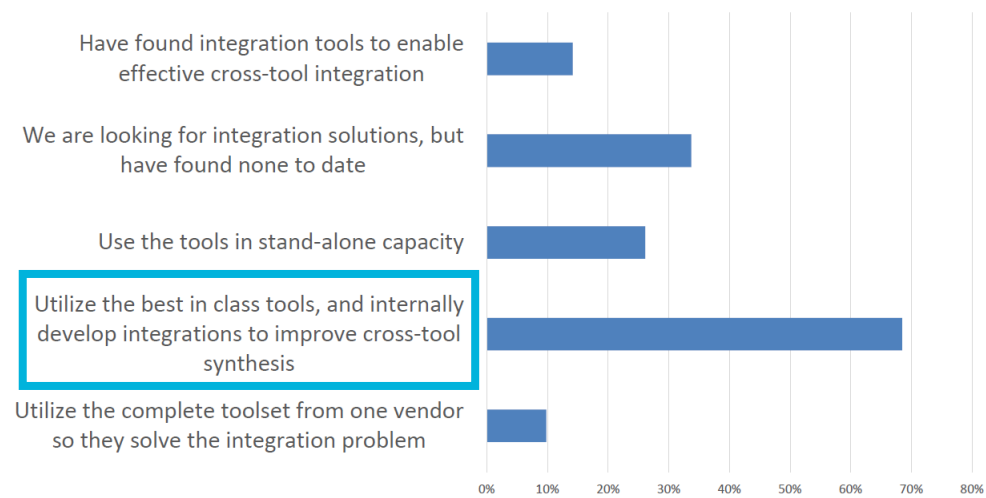 Have found integration tools to enable
effective cross-tool integration
We are looking for integration solutions, but
have found none to date
Use the tools in stand-alone capacity
Utilize the best in class tools, and internally
develop integrations to improve cross-tool
synthesis
Utilize the complete toolset from one vendor
so they solve the integration problem
0% 10% 20% 30% 40% 50% 60% 70% 80%